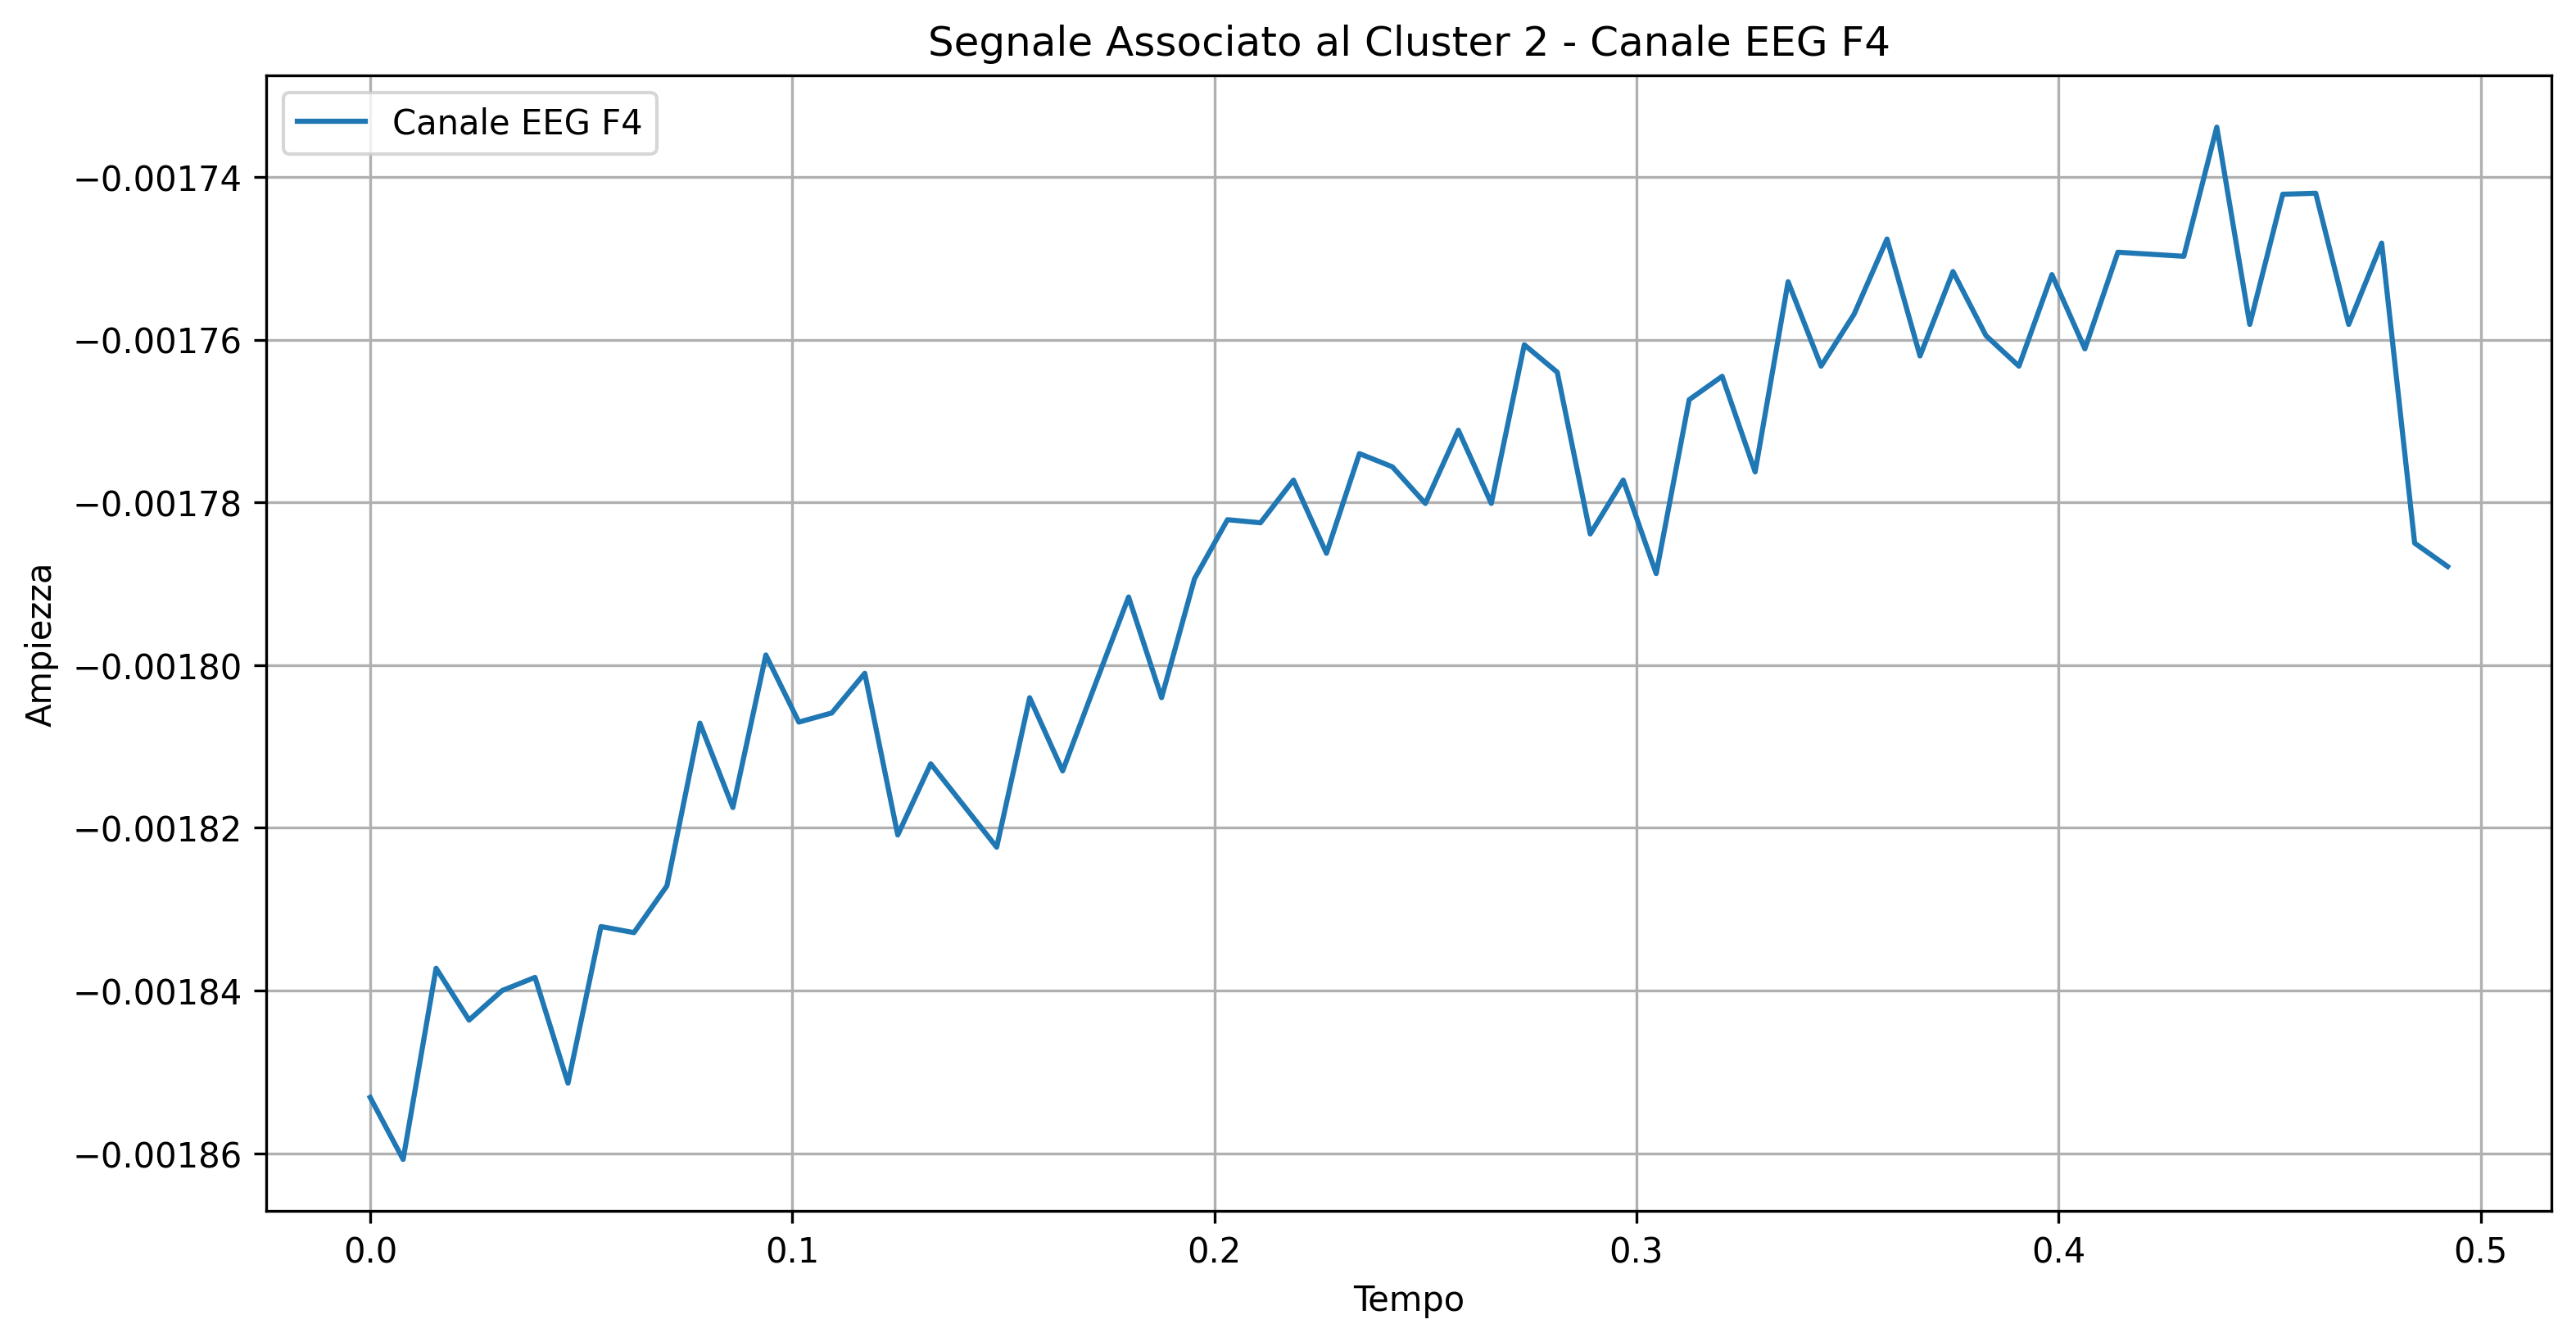 Segnale Associato al Cluster 2 - Canale EEG F4
Canale EEG F4
−0.00174
−0.00176
−0.00178
−0.00180
−0.00182
−0.00184
−0.00186
Ampiezza
0.0 0.1 0.2 0.3 0.4 0.5
Tempo